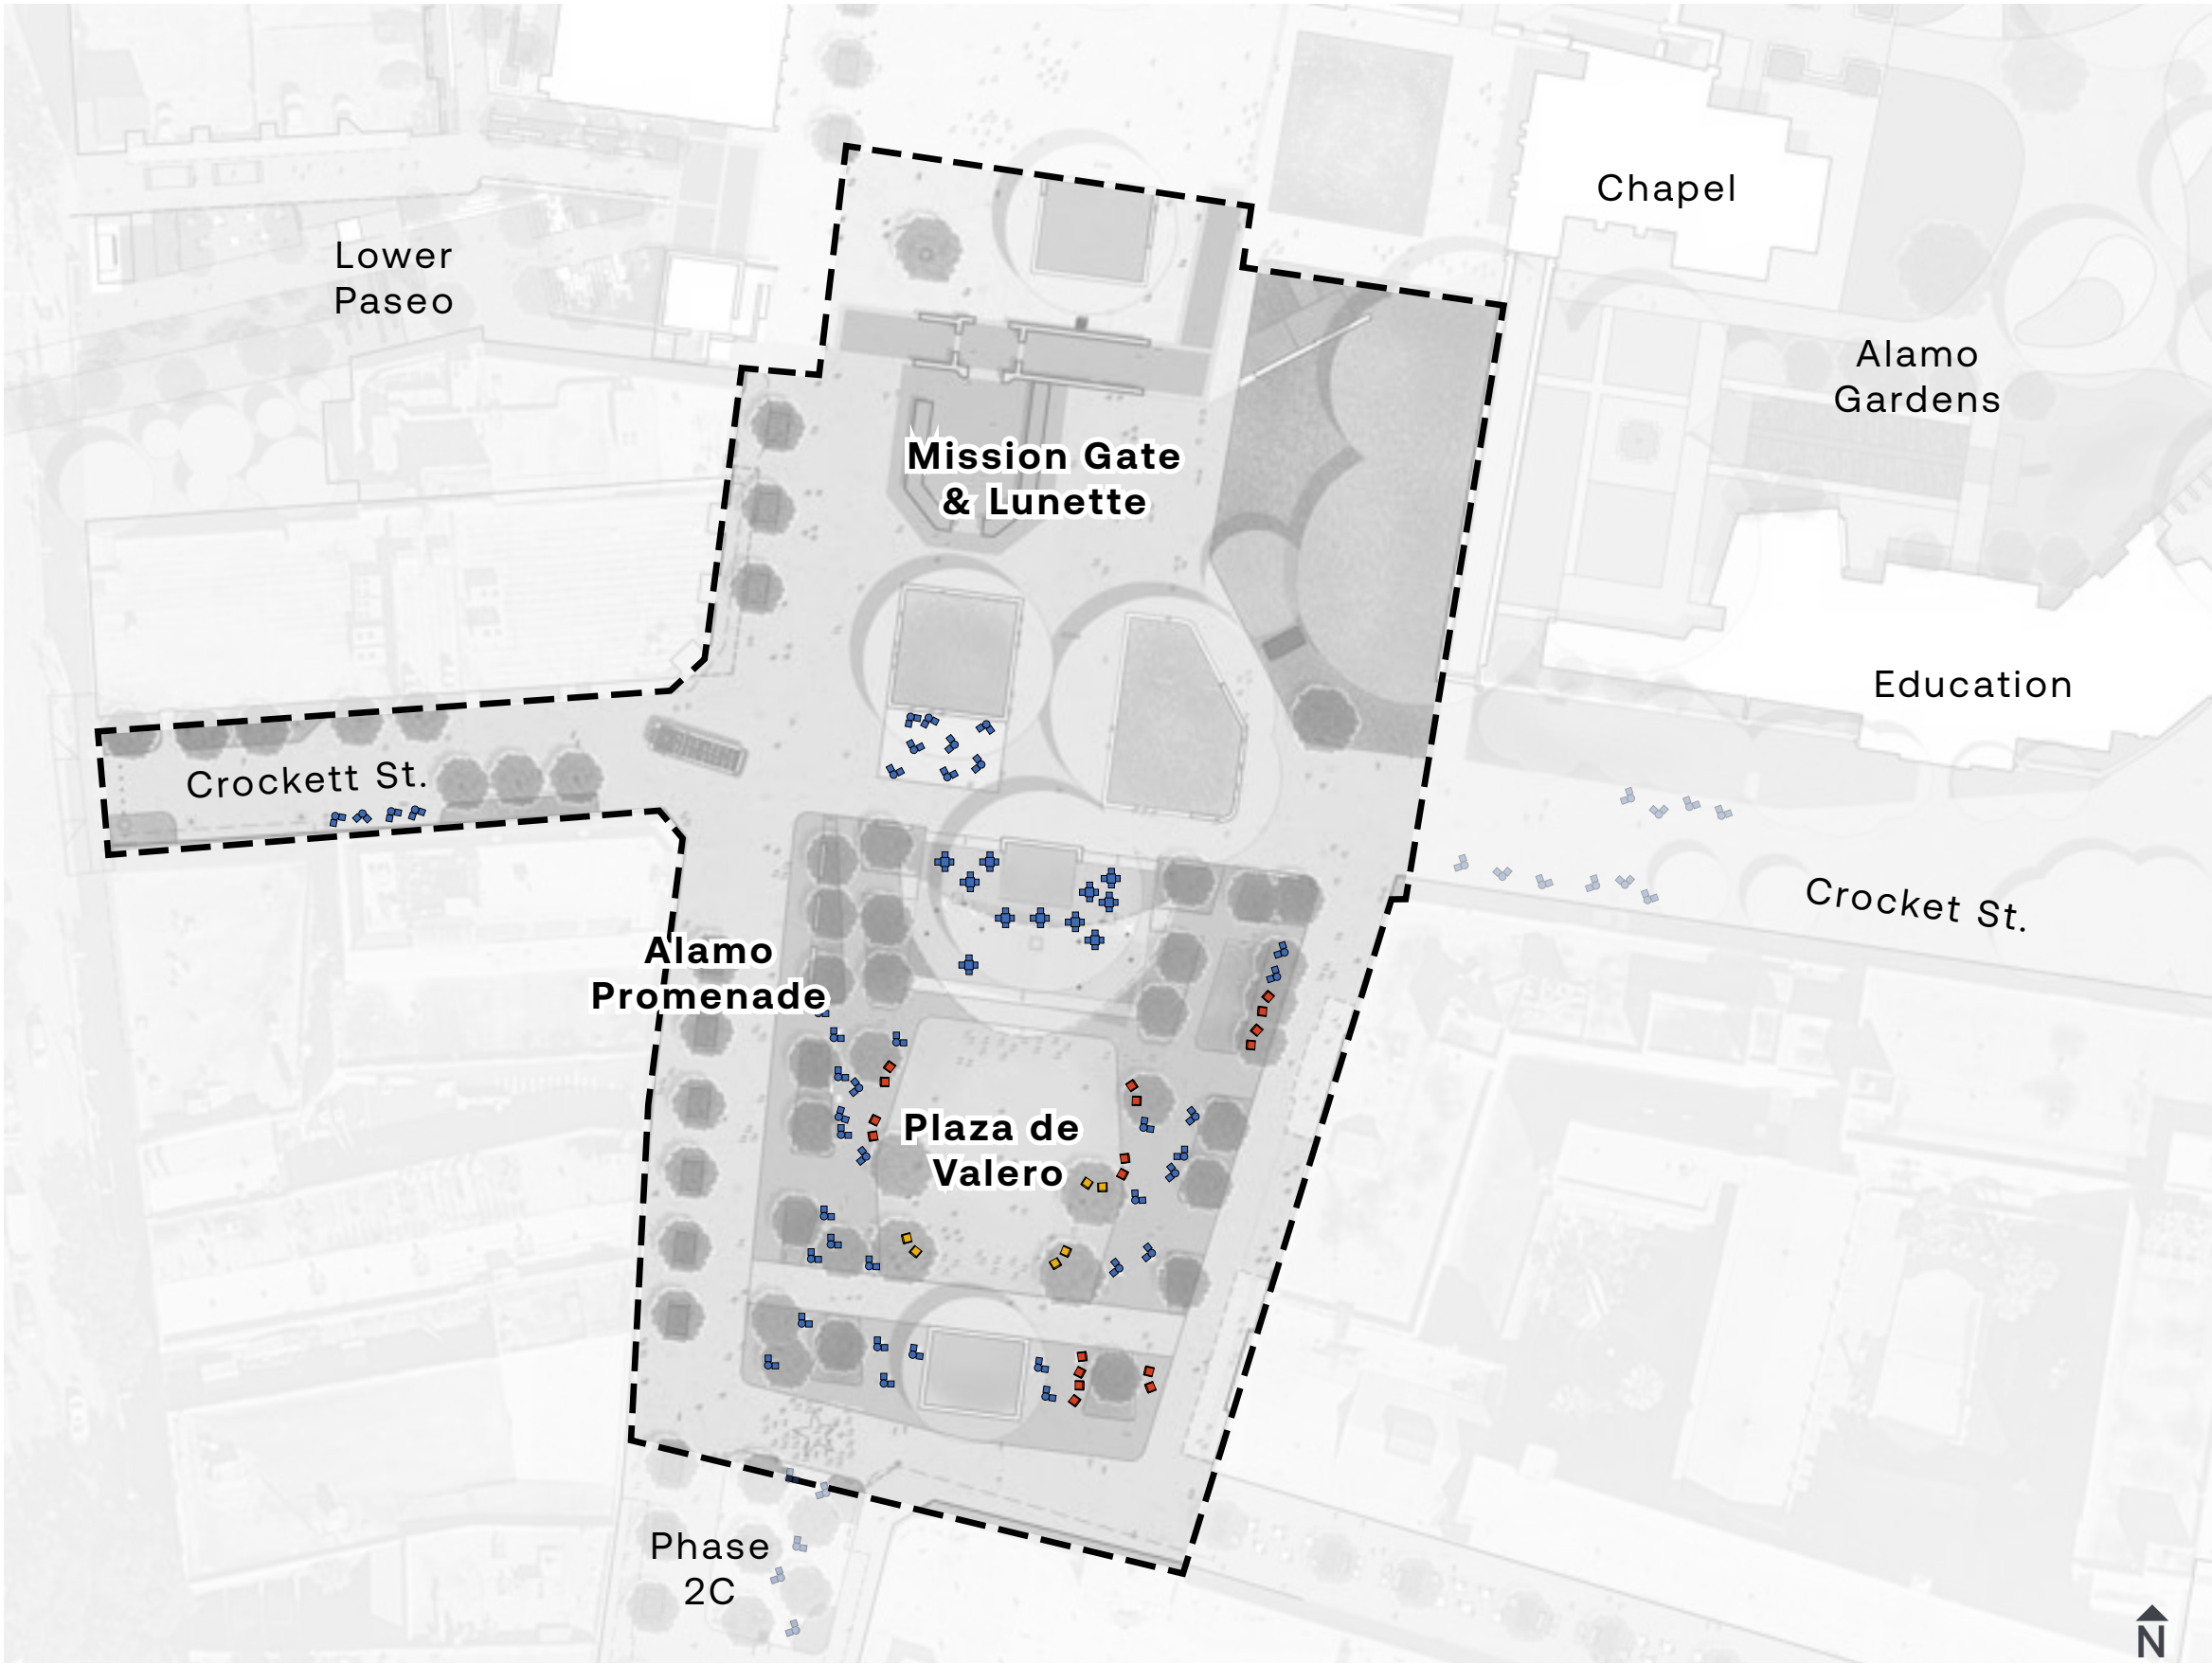 Chapel
Lower
Paseo
Alamo
Gardens
Mission Gate
& Lunette
Education
Crockett St.
Crocket St.
Alamo
Promenade
Plaza de
Valero
Phase
2C
N